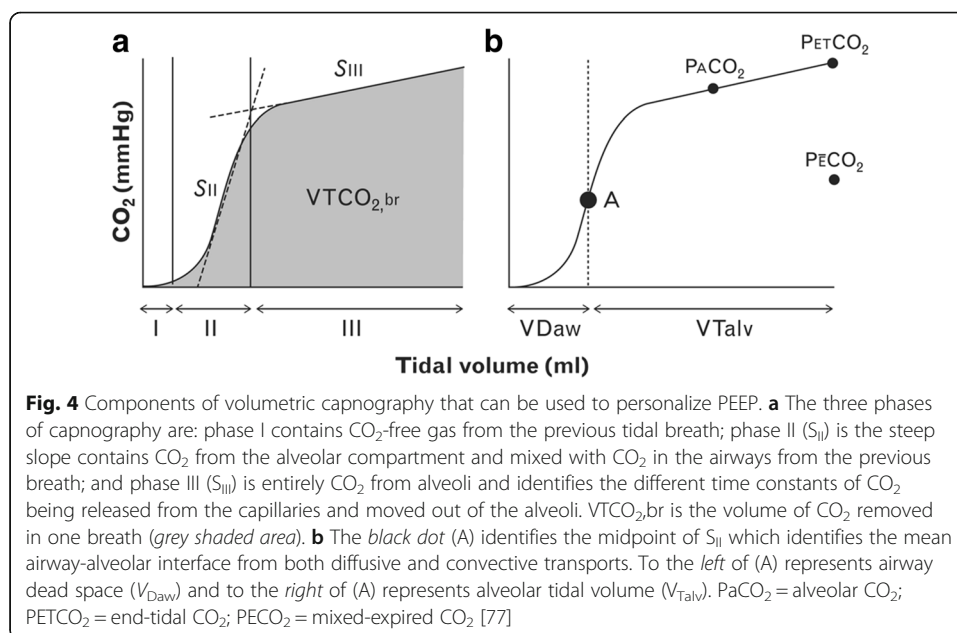 a
b
SIII
PETCO₂
PACO₂
SII
PĒCO₂
VTCO₂,br
A
CO₂ (mmHg)
I II III
VDaw VTalv
Tidal volume (ml)
Fig. 4 Components of volumetric capnography that can be used to personalize PEEP. a The three phases
of capnography are: phase I contains CO₂-free gas from the previous tidal breath; phase II (SII) is the steep
slope contains CO₂ from the alveolar compartment and mixed with CO₂ in the airways from the previous
breath; and phase III (SIII) is entirely CO₂ from alveoli and identifies the different time constants of CO₂
being released from the capillaries and moved out of the alveoli. VTCO₂,br is the volume of CO₂ removed
in one breath (grey shaded area). b The black dot (A) identifies the midpoint of SII which identifies the mean
airway-alveolar interface from both diffusive and convective transports. To the left of (A) represents airway
dead space (VDaw) and to the right of (A) represents alveolar tidal volume (VTalv). PaCO₂ = alveolar CO₂;
PETCO₂ = end-tidal CO₂; PECO₂ = mixed-expired CO₂ [77]